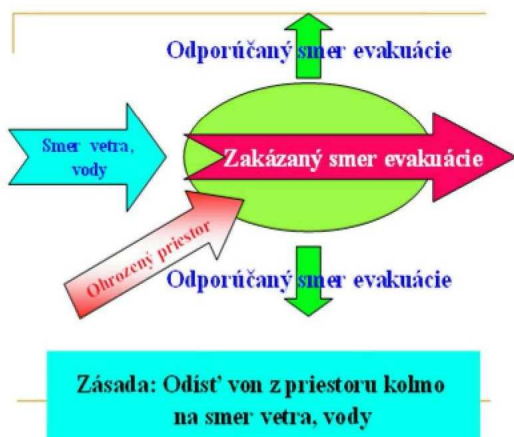 Odporúčaný smer evakuácie
Smer vetra,
vody
Zakázaný smer evakuácie
Ohrozený priestor
Odporúčaný smer evakuácie
Zásada: Odísť von z priestoru kolmo
na smer vetra, vody